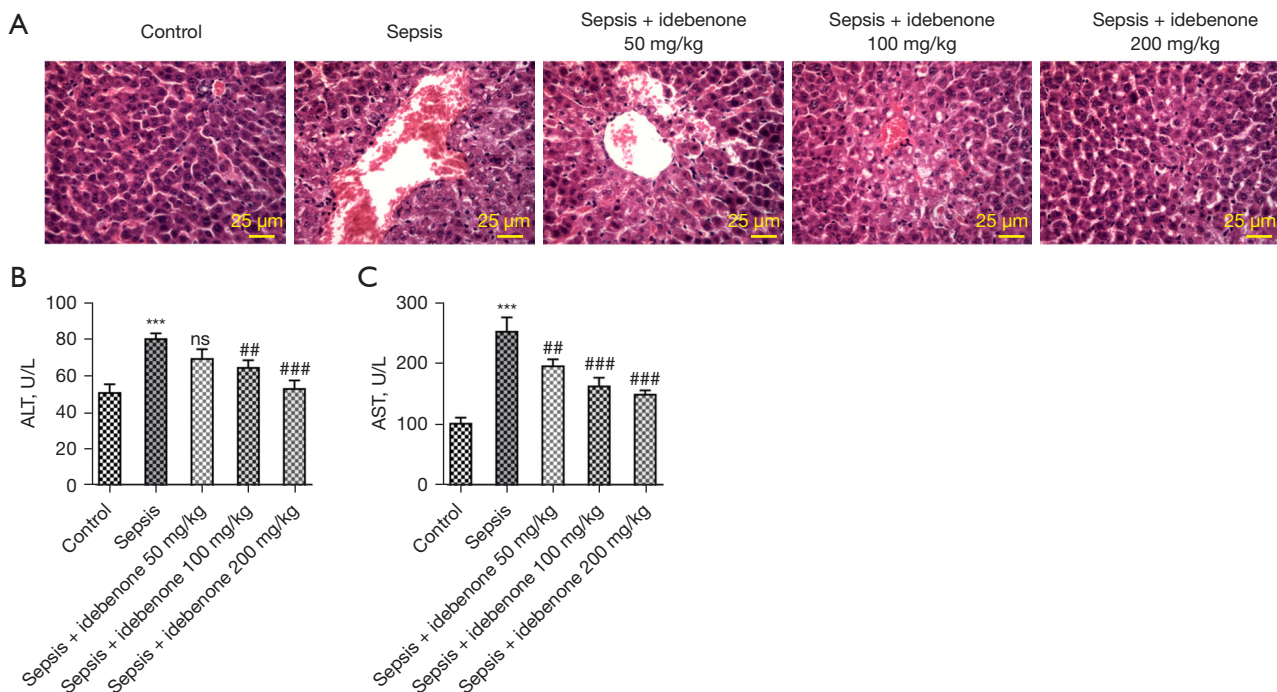 A
Control
Sepsis
Sepsis + idebenone
50 mg/kg
Sepsis + idebenone
100 mg/kg
Sepsis + idebenone
200 mg/kg
25 μm
25 μm
25 μm
25 μm
25 μm
B
ALT, U/L
100
80
60
40
20
0
***
ns
##
###
Control
Sepsis
Sepsis + idebenone 50 mg/kg
Sepsis + idebenone 100 mg/kg
Sepsis + idebenone 200 mg/kg
C
AST, U/L
300
200
100
0
***
##
###
###
Control
Sepsis
Sepsis + idebenone 50 mg/kg
Sepsis + idebenone 100 mg/kg
Sepsis + idebenone 200 mg/kg